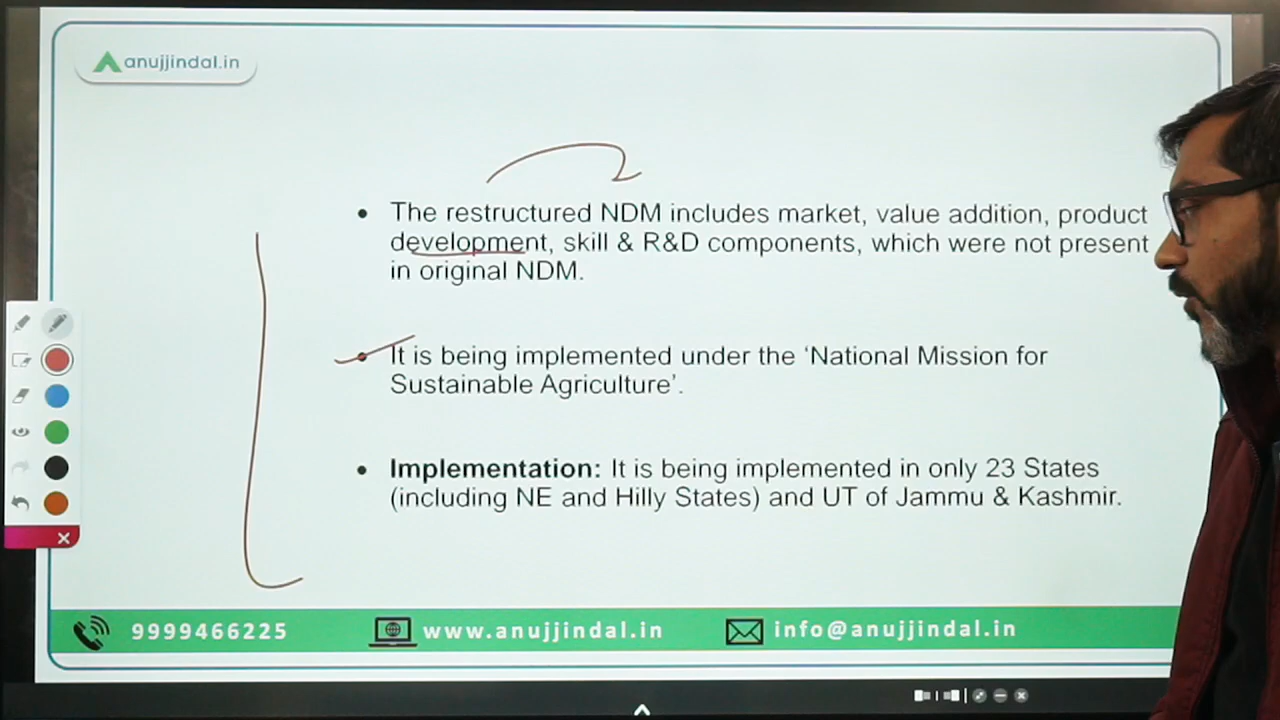 anujjindal.in
• The restructured NDM includes market, value addition, product
development, skill & R&D components, which were not present
in original NDM.
• It is being implemented under the ‘National Mission for
Sustainable Agriculture’.
• Implementation: It is being implemented in only 23 States
(including NE and Hilly States) and UT of Jammu & Kashmir.
9999466225 www.anujjindal.in info@anujjindal.in